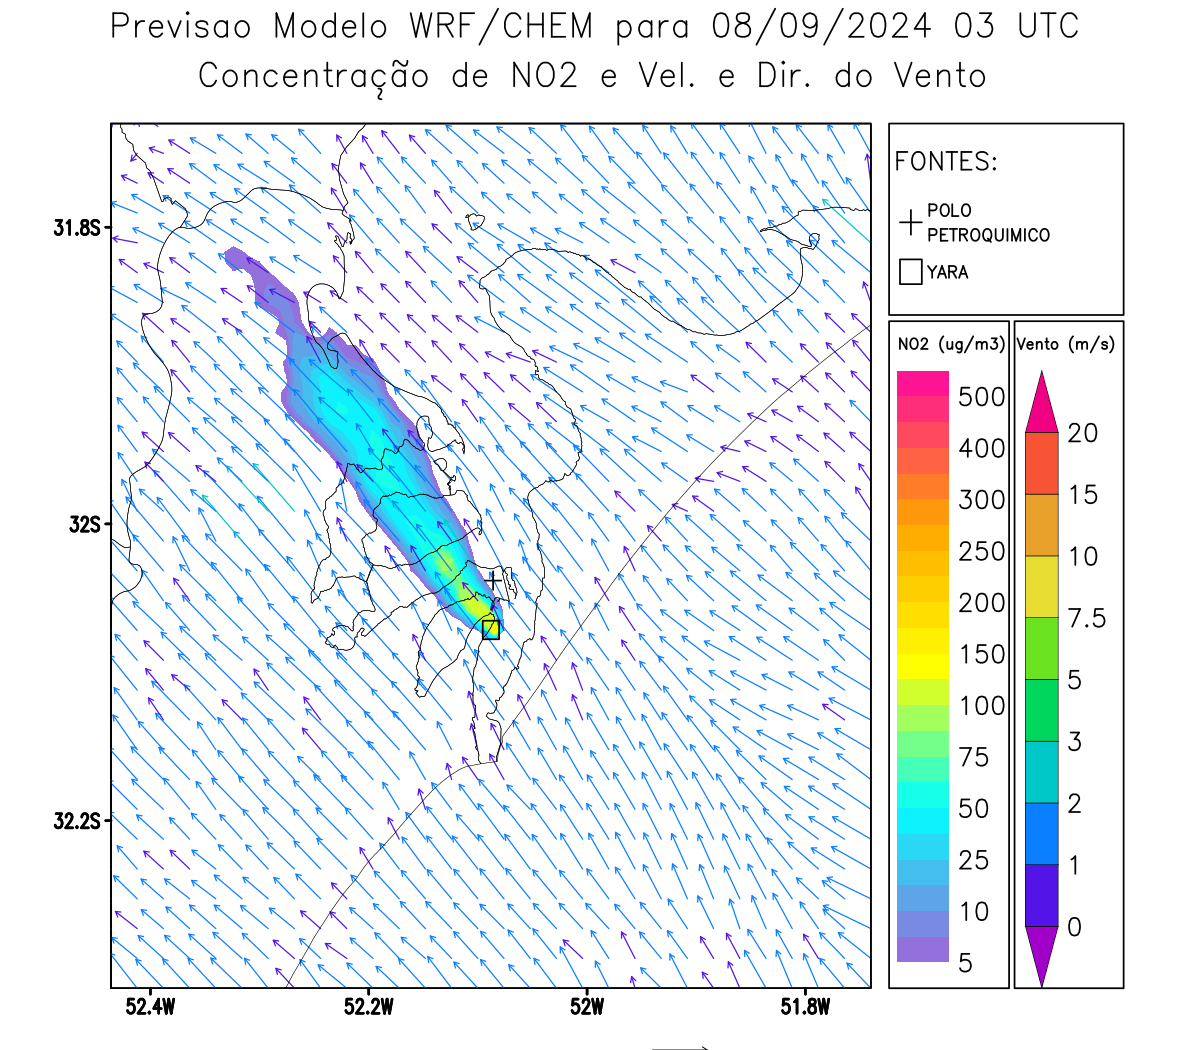 Previsao Modelo WRF/CHEM para 08/09/2024 03 UTC
Concentração de NO2 e Vel. e Dir. do Vento
FONTES:
POLO
PETROQUIMICO
YARA
31.8S
32S
32.2S
52.4W
52.2W
52W
51.8W
NO2 (ug/m3)
500
400
300
250
200
150
100
75
50
25
10
5
Vento (m/s)
20
15
10
7.5
5
3
2
1
0